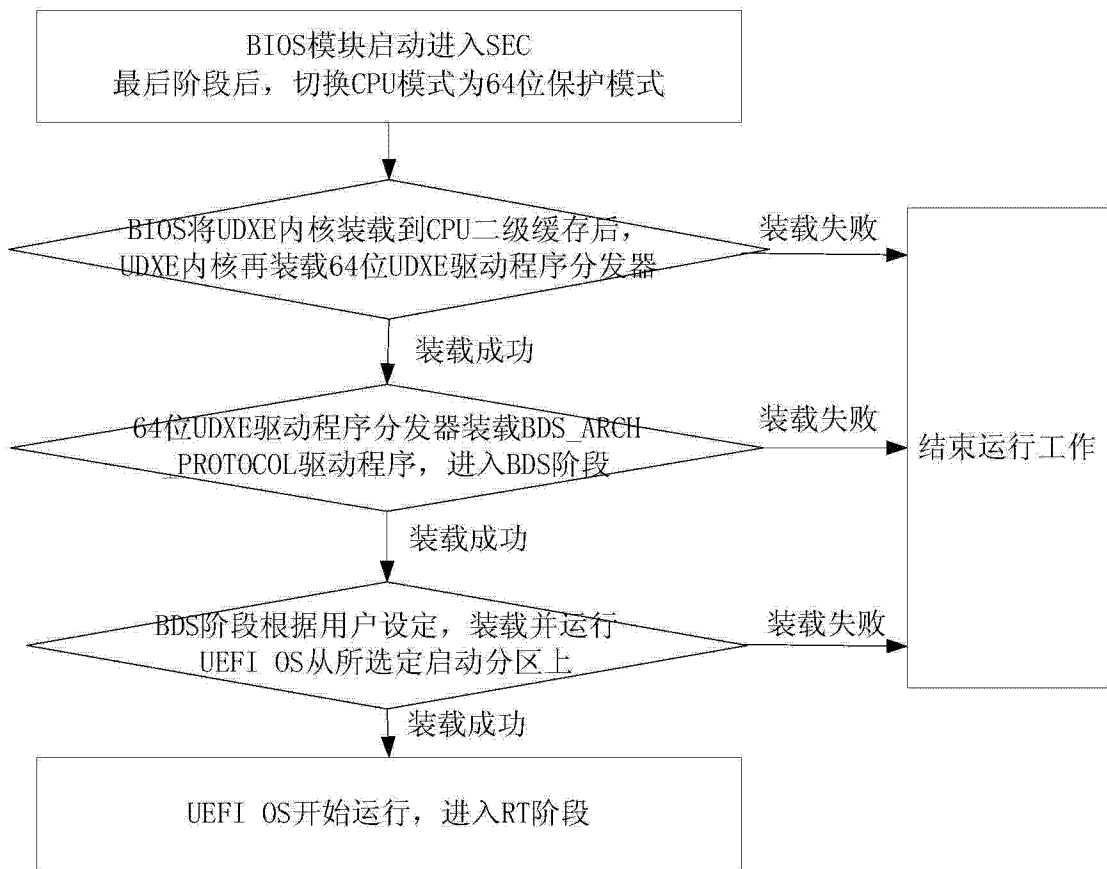 BIOS模块启动进入SEC
最后阶段后，切换CPU模式为64位保护模式
BIOS将UDXE内核装载到CPU二级缓存后，
UDXE内核再装载64位UDXE驱动程序分发器
装载失败
装载成功
64位UDXE驱动程序分发器装载BDS_ARCH
_PROTOCOL驱动程序，进入BDS阶段
装载失败
结束运行工作
装载成功
BDS阶段根据用户设定，装载并运行
UEFI OS从所选定启动分区上
装载失败
装载成功
UEFI OS开始运行，进入RT阶段